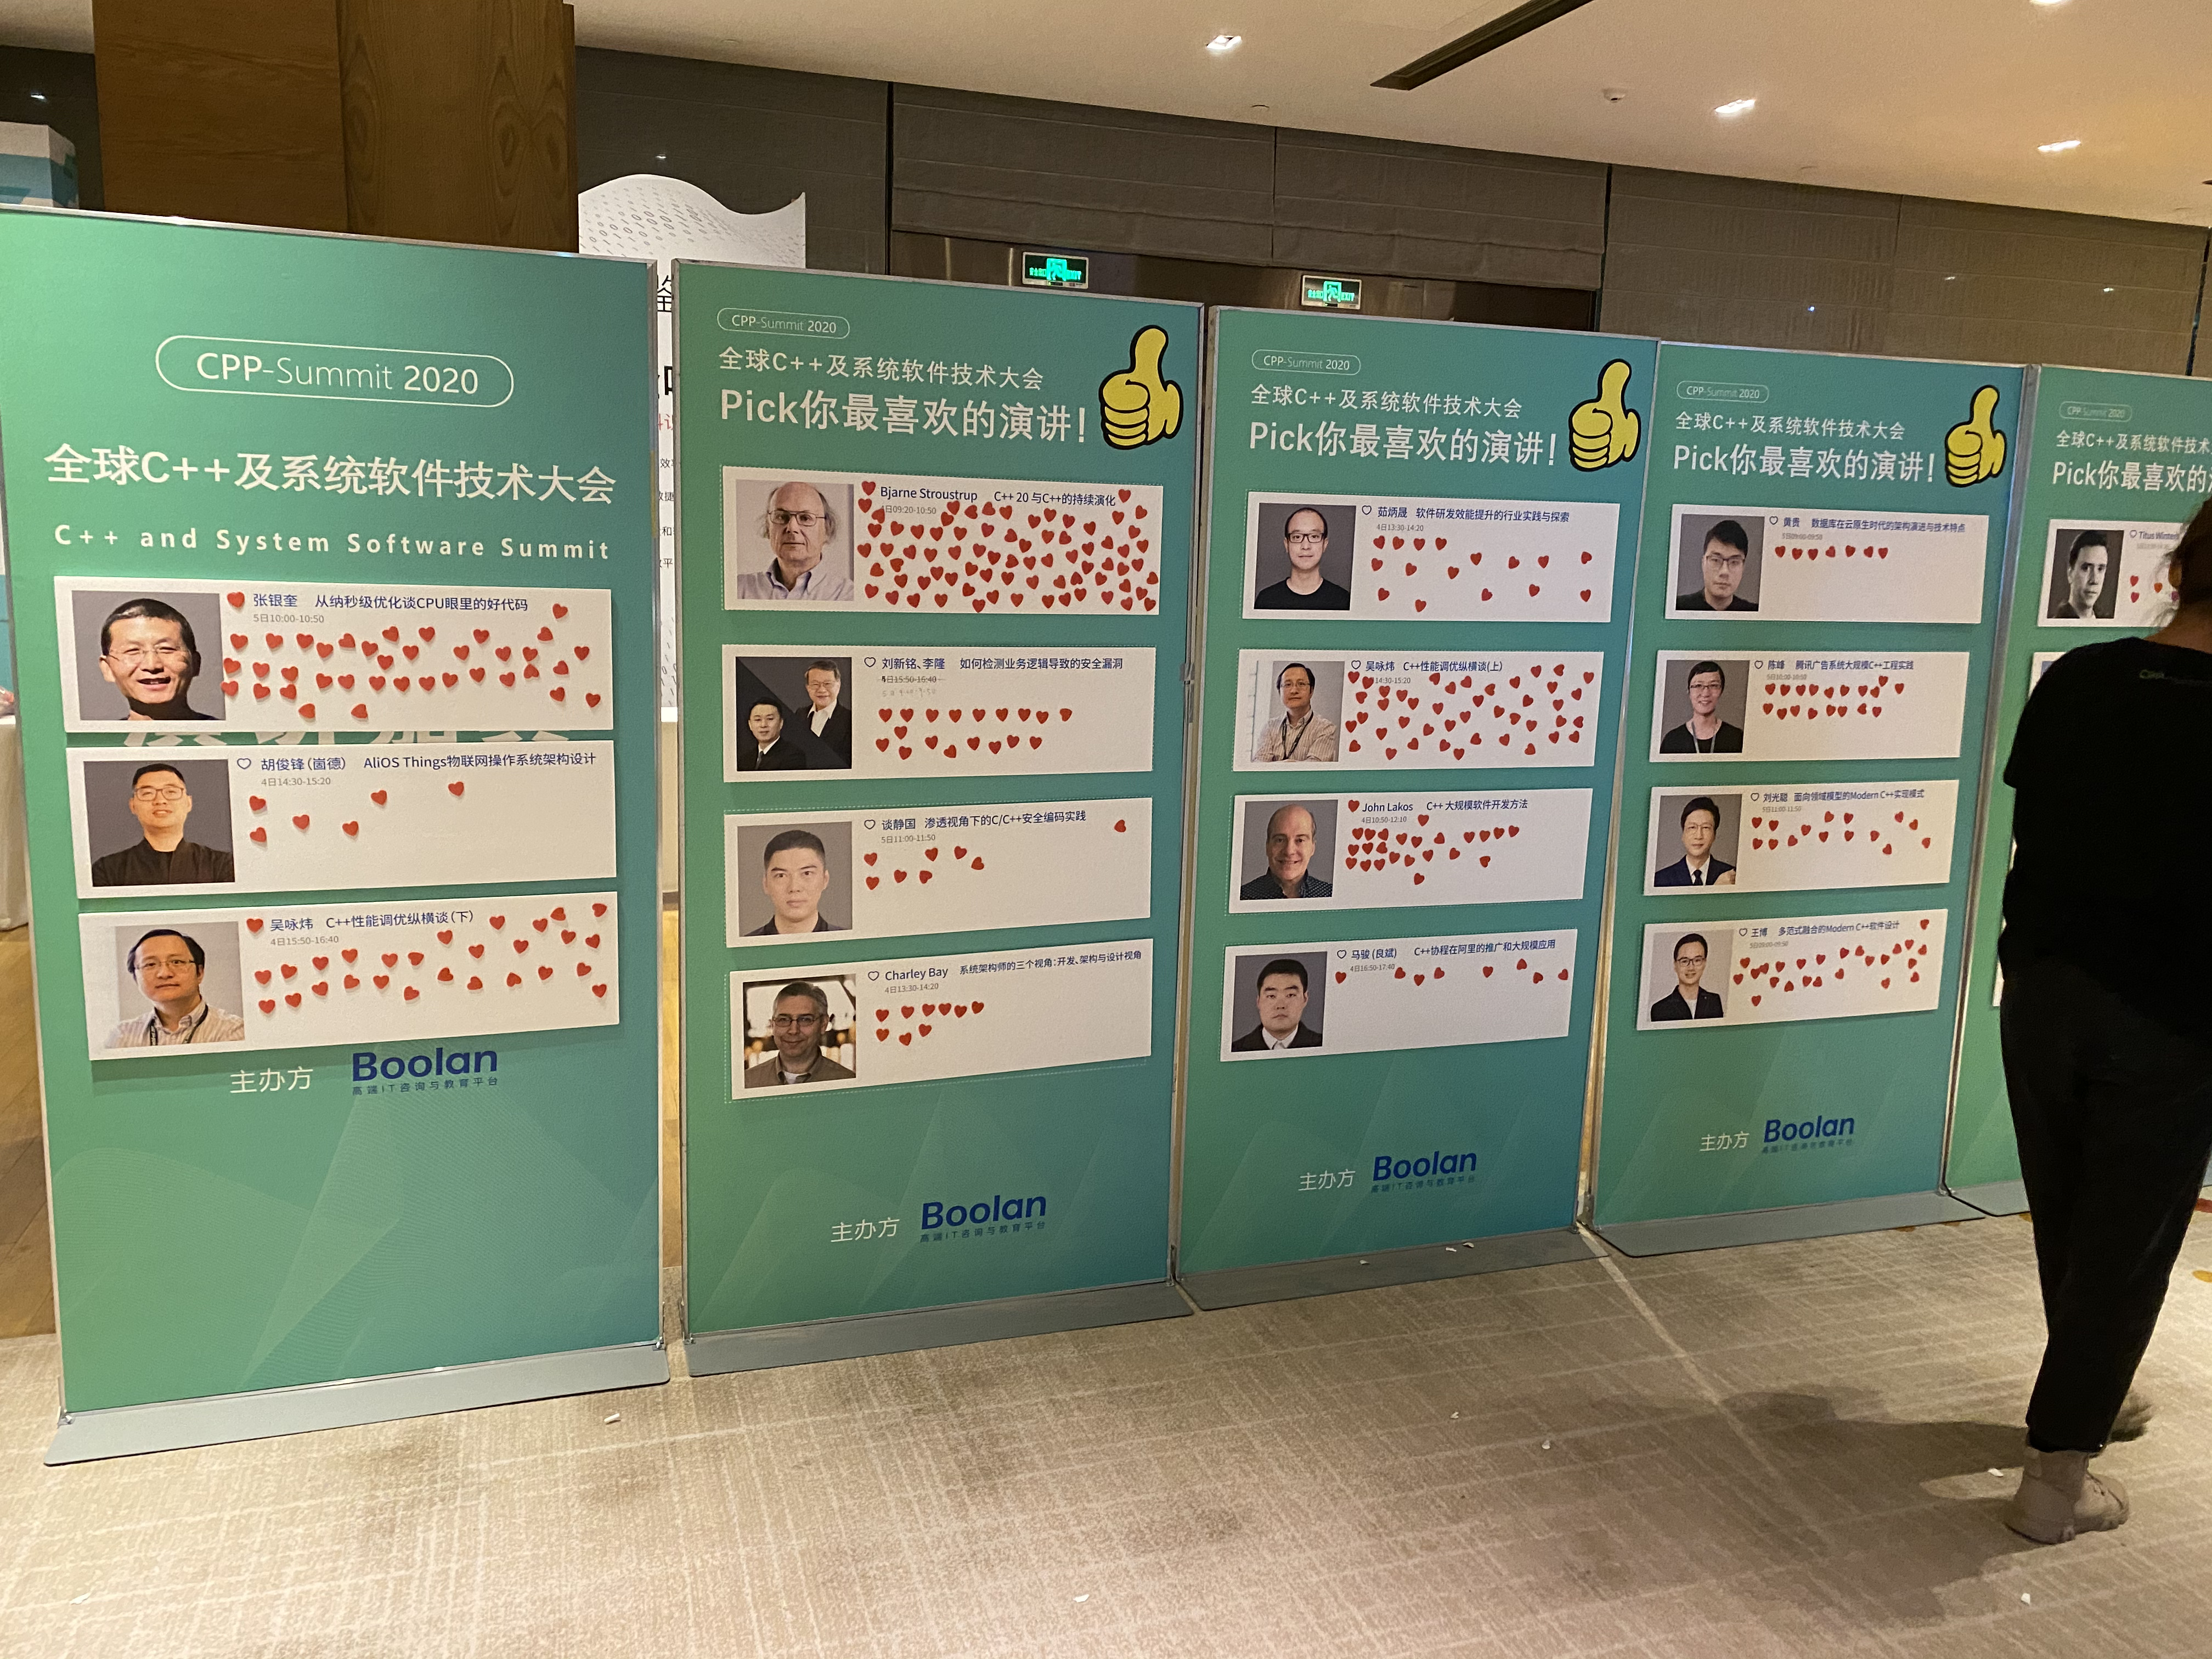 CPP-Summit 2020
全球C++及系统软件技术大会
C++ and System Software Summit
张银奎 从纳秒级优化谈CPU眼里的好代码
5日10:00-10:50
胡俊锋（崮德） AliOS Things物联网操作系统架构设计
4日14:30-15:20
吴咏炜 C++性能调优纵横谈（下）
4日15:50-16:40
主办方 Boolan
高端IT咨询与教育平台
CPP-Summit 2020
全球C++及系统软件技术大会
Pick你最喜欢的演讲！
Bjarne Stroustrup C++ 20 与C++的持续演化
4日09:20-10:50
刘新铭、李隆 如何检测业务逻辑导致的安全漏洞
4日15:50-16:40
谈静国 渗透视角下的C/C++安全编码实践
5日11:00-11:50
Charley Bay 系统架构师的三个视角：开发、架构与设计视角
4日13:30-14:20
主办方 Boolan
高端IT咨询与教育平台
CPP-Summit 2020
全球C++及系统软件技术大会
Pick你最喜欢的演讲！
茹炳晟 软件研发效能提升的行业实践与探索
4日13:30-14:20
吴咏炜 C++性能调优纵横谈(上)
14:30-15:20
John Lakos C++ 大规模软件开发方法
4日10:50-12:10
马骏 (良斌) C++协程在阿里的推广和大规模应用
4日16:50-17:40
主办方 Boolan
高端IT咨询与教育平台
CPP-Summit 2020
全球C++及系统软件技术大会
Pick你最喜欢的演讲！
黄贵 数据库在云原生时代的架构演进与技术特点
5日09:00-09:50
陈峰 腾讯广告系统大规模C++工程实践
5日10:00-10:50
刘光聪 面向领域模型的Modern C++实现模式
5日11:00-11:50
王博 多范式融合的Modern C++软件设计
5日09:00-09:50
主办方 Boolan
高端IT咨询与教育平台
CPP-Summit 2020
全球C++及系统软件技术
Pick你最喜欢的
Titus Winters
EXIT
EXIT